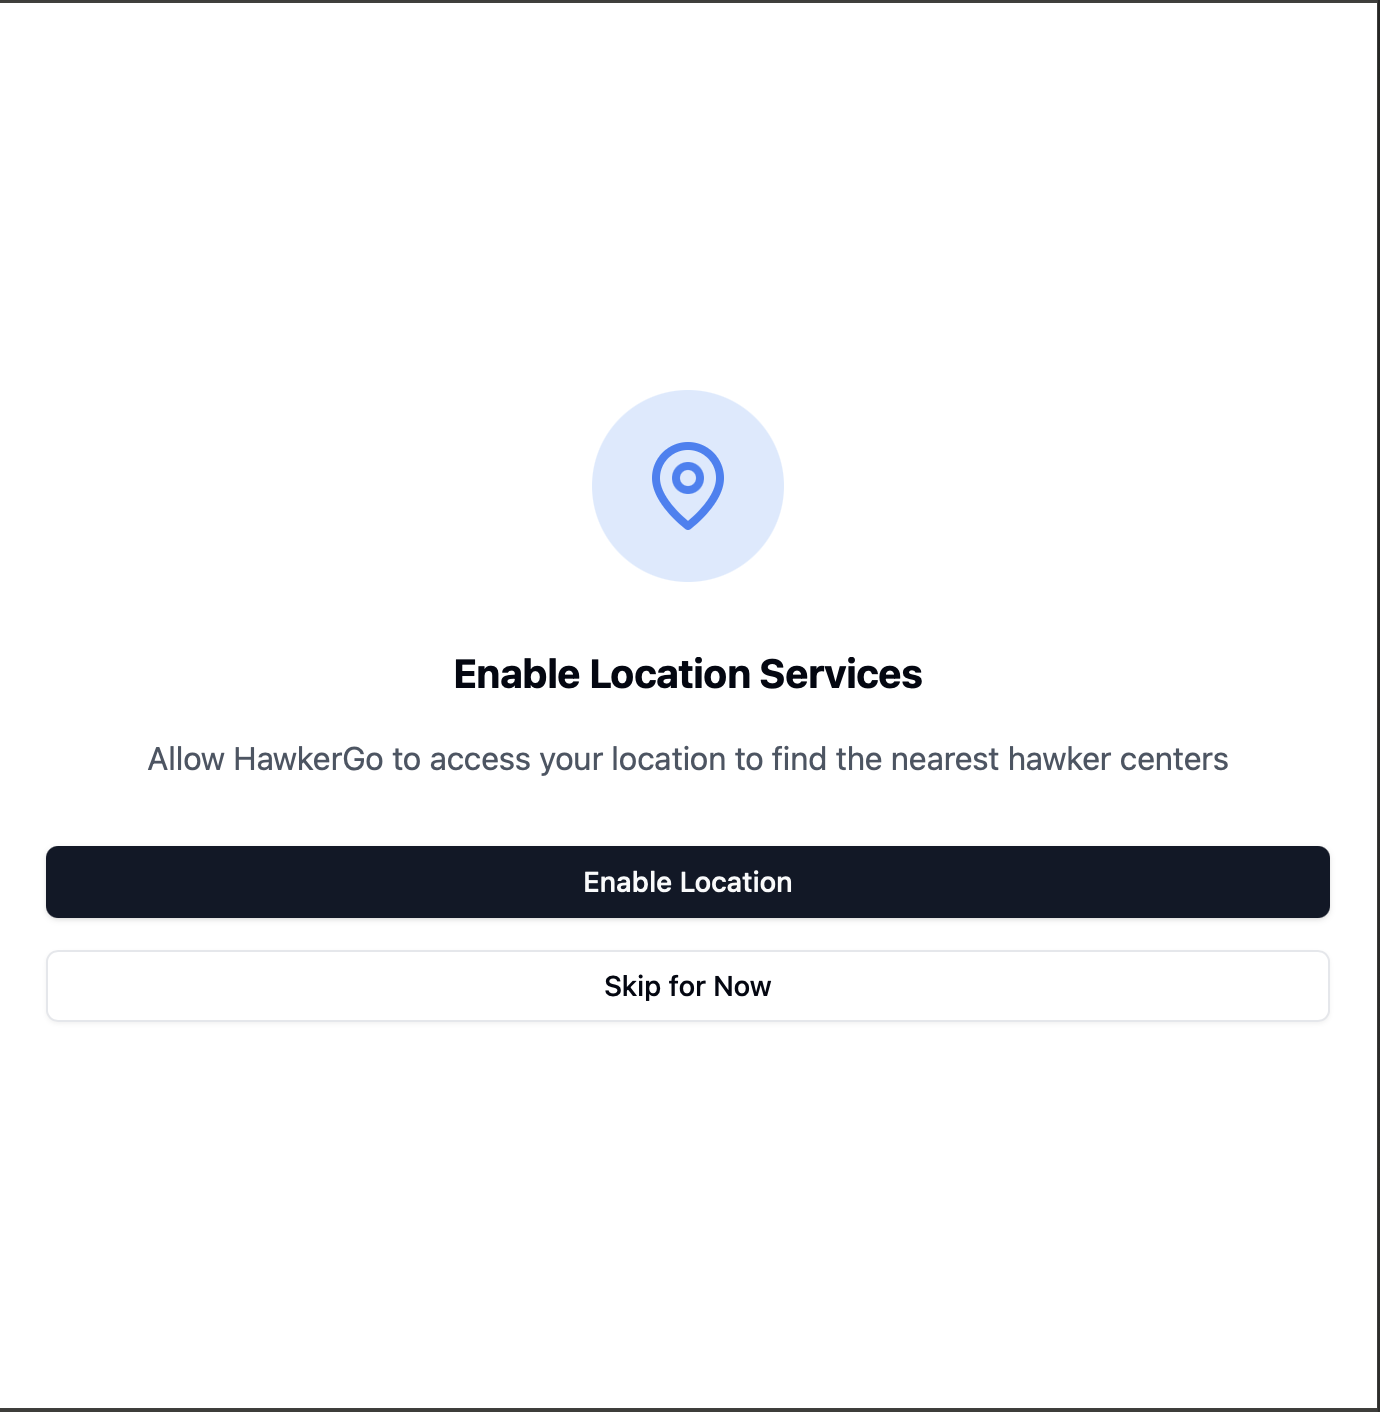 Enable Location Services
Allow HawkerGo to access your location to find the nearest hawker centers
Enable Location
Skip for Now